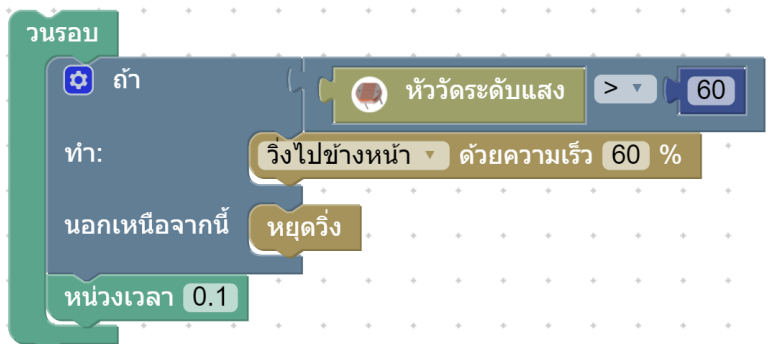 วนรอบ
ถ้า หัววัดระดับแสง > 60
ทำ: วิ่งไปข้างหน้า ด้วยความเร็ว 60 %
นอกเหนือจากนี้ หยุดวิ่ง
หน่วงเวลา 0.1